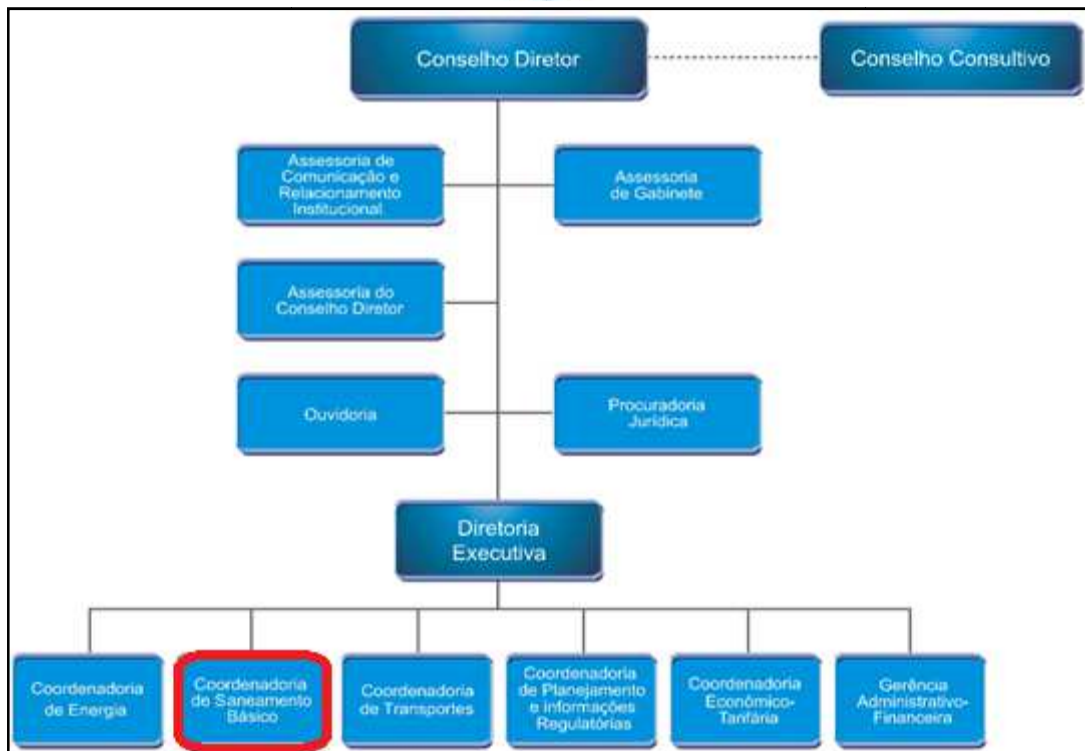 Conselho Diretor
Conselho Consultivo
Assessoria de
Comunicação e
Relacionamento
Institucional
Assessoria
de Gabinete
Assessoria do
Conselho Diretor
Ouvidoria
Procuradoria
Jurídica
Diretoria
Executiva
Coordenadoria
de Energia
Coordenadoria
de Saneamento
Básico
Coordenadoria
de Transportes
Coordenadoria
de Planejamento
e Informações
Regulatórias
Coordenadoria
Econômico-
Tarifária
Gerência
Administrativo-
Financeira